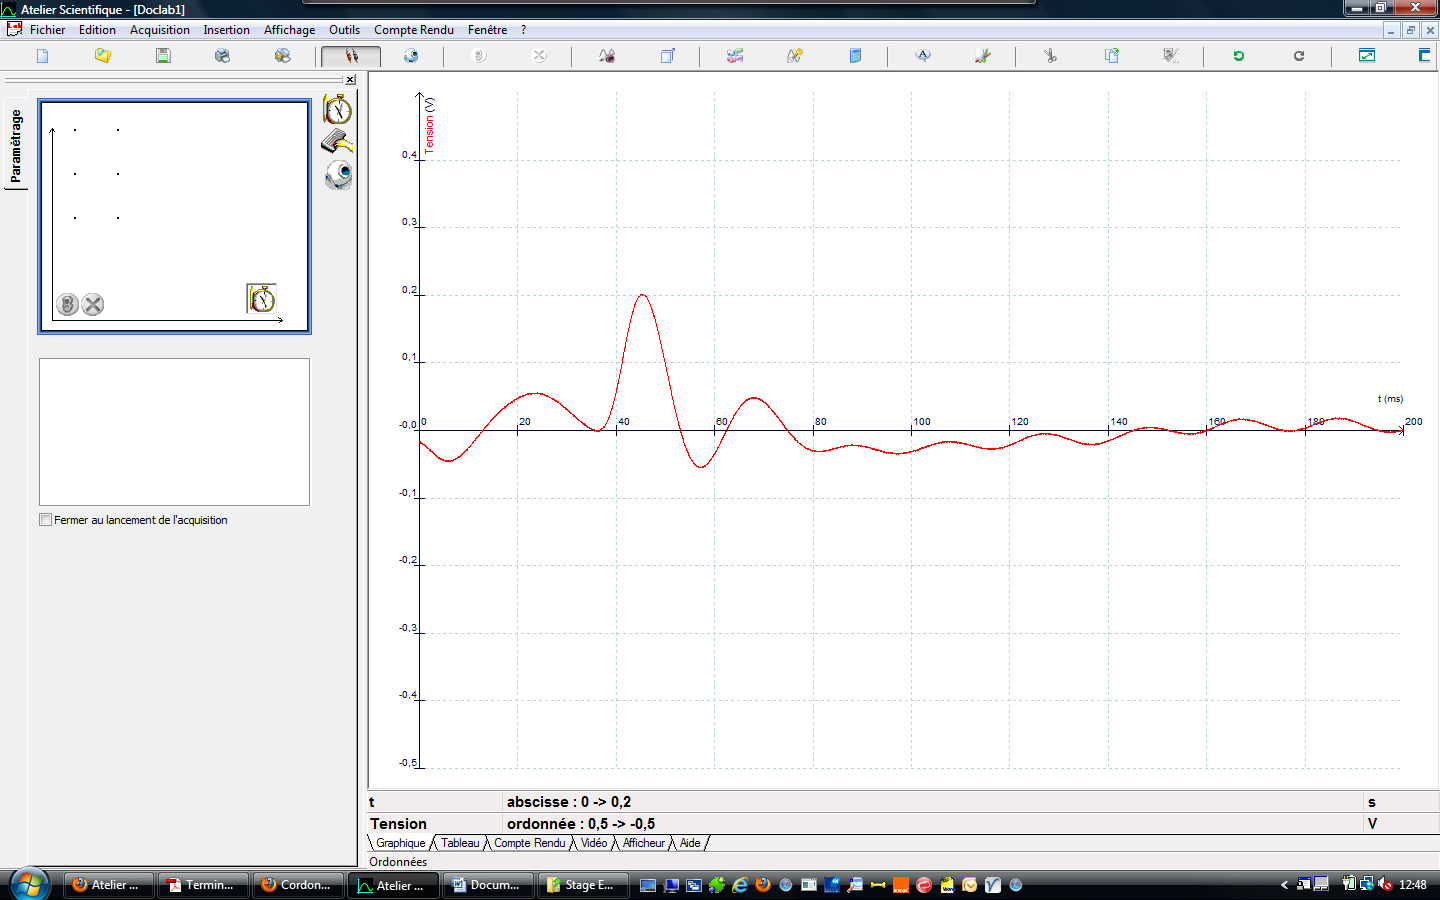 Atelier Scientifique - [Doclab1]
Fichier Edition Acquisition Insertion Affichage Outils Compte Rendu Fenêtre ?
Paramètrage
Fermer au lancement de l'acquisition
Tension (V)
0,4
0,3
0,2
0,1
-0,0
-0,1
-0,2
-0,3
-0,4
-0,5
t (ms)
0 20 40 60 80 100 120 140 160 180 200
t abscisse : 0 -> 0,2 s
Tension ordonnée : 0,5 -> -0,5 V
Graphique Tableau Compte Rendu Vidéo Afficheur Aide
Ordonnées
Atelier ... Termin... Cordon... Atelier ... Docum... Stage E... 12:48